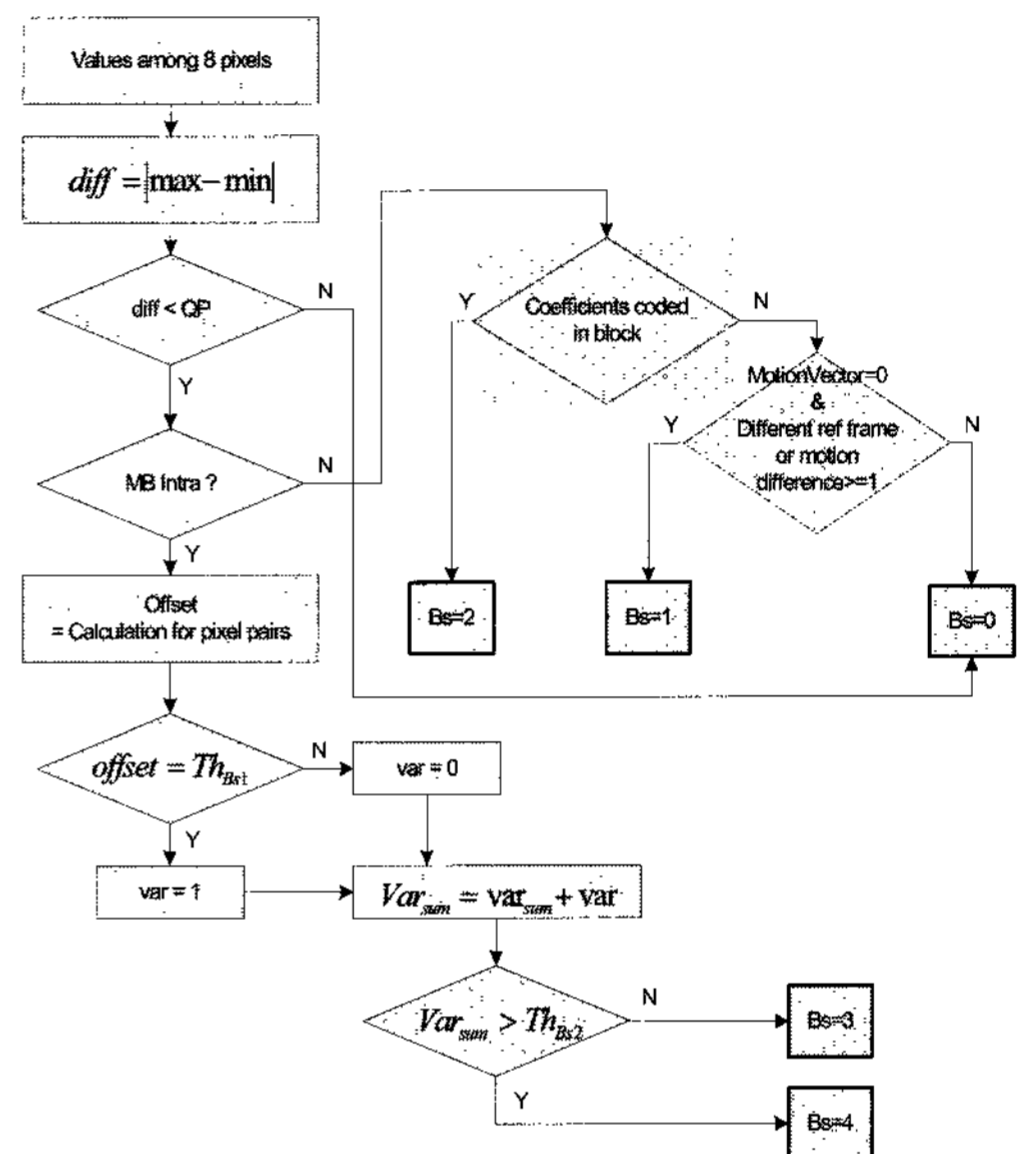 Values among 8 pixels
diff = |max − min|
diff < QP
N
Y
MB Intra ?
N
Y
Offset
= Calculation for pixel pairs
offset = Th_Bs1
N
Y
var = 0
var = 1
Var_sum = var_sum + var
Var_sum > Th_Bs2
N
Y
Bs=3
Bs=4
Coefficients coded
in block
Y
N
MotionVector=0
&
Different ref frame
or motion
difference>=1
Y
N
Bs=2
Bs=1
Bs=0